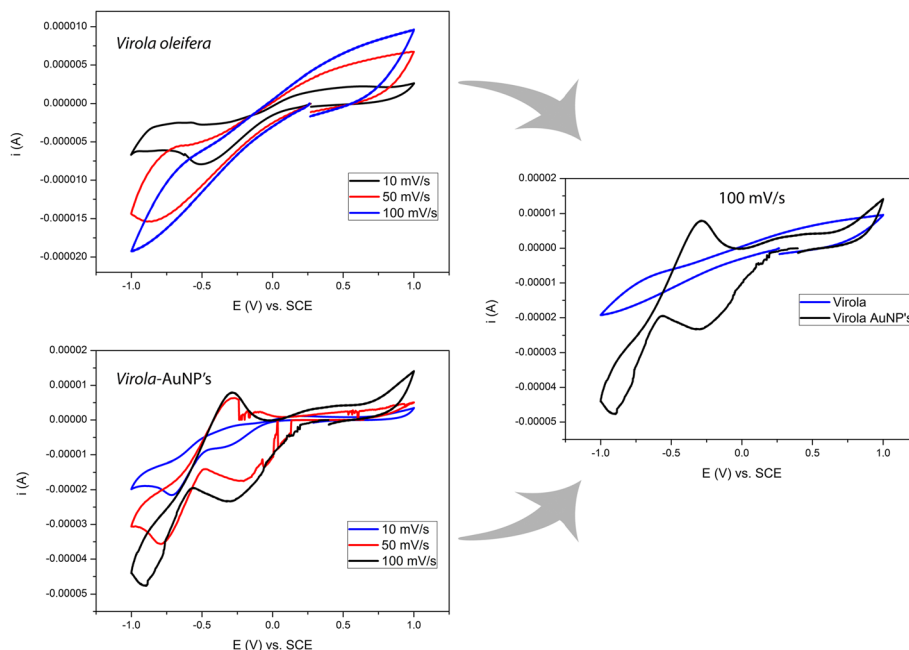 Virola oleifera
0.000010
0.000005
0.000000
-0.000005
-0.000010
-0.000015
-0.000020
i (A)
10 mV/s
50 mV/s
100 mV/s
-1.0 -0.5 0.0 0.5 1.0
E (V) vs. SCE
Virola-AuNP's
0.00002
0.00001
0.00000
-0.00001
-0.00002
-0.00003
-0.00004
-0.00005
i (A)
10 mV/s
50 mV/s
100 mV/s
-1.0 -0.5 0.0 0.5 1.0
E (V) vs. SCE
100 mV/s
0.00002
0.00001
0.00000
-0.00001
-0.00002
-0.00003
-0.00004
-0.00005
i (A)
Virola
Virola AuNP's
-1.0 -0.5 0.0 0.5 1.0
E (V) vs. SCE